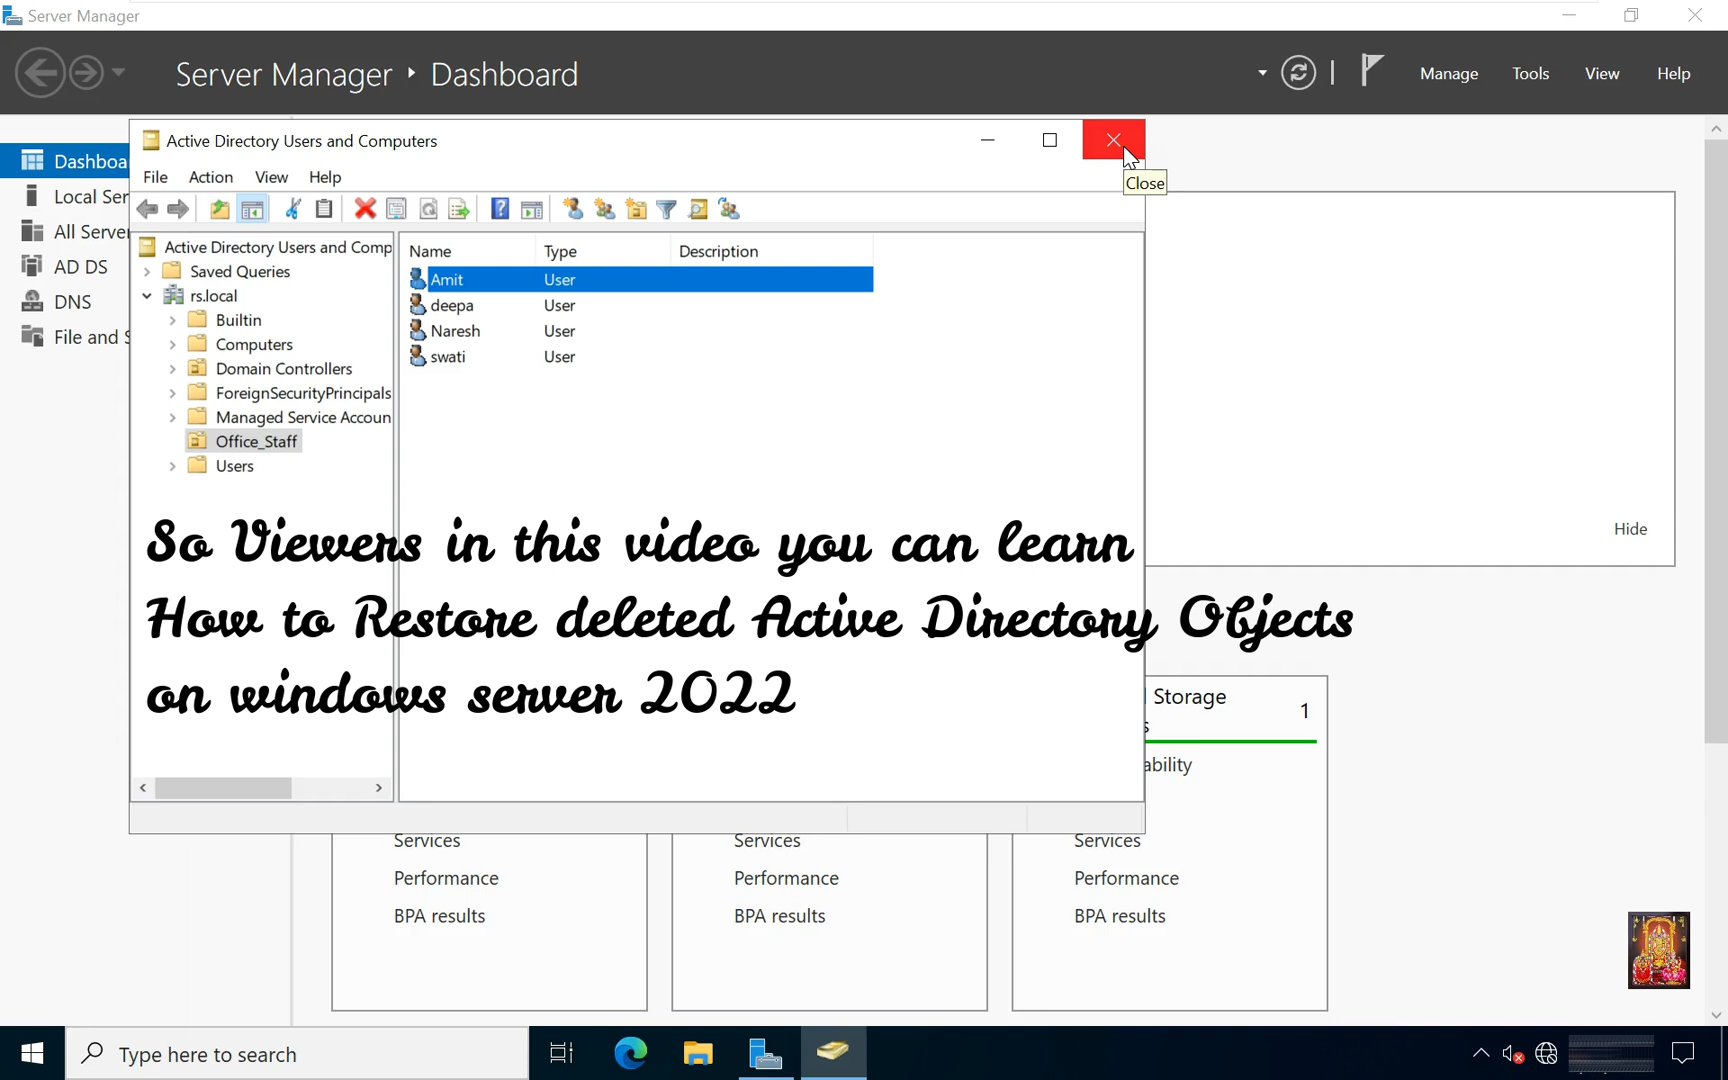 Server Manager
Server Manager ‣ Dashboard
Manage
Tools
View
Help
Active Directory Users and Computers
Close
File
Action
View
Help
Dashboa
Local Ser
All Server
AD DS
DNS
File and S
Active Directory Users and Comp
Saved Queries
rs.local
Builtin
Computers
Domain Controllers
ForeignSecurityPrincipals
Managed Service Accoun
Office_Staff
Users
Name Type Description
Amit User
deepa User
Naresh User
swati User
Hide
So Viewers in this video you can learn
How to Restore deleted Active Directory Objects
on windows server 2022
Storage
1
s
ability
Services
Performance
BPA results
Services
Performance
BPA results
Services
Performance
BPA results
Type here to search